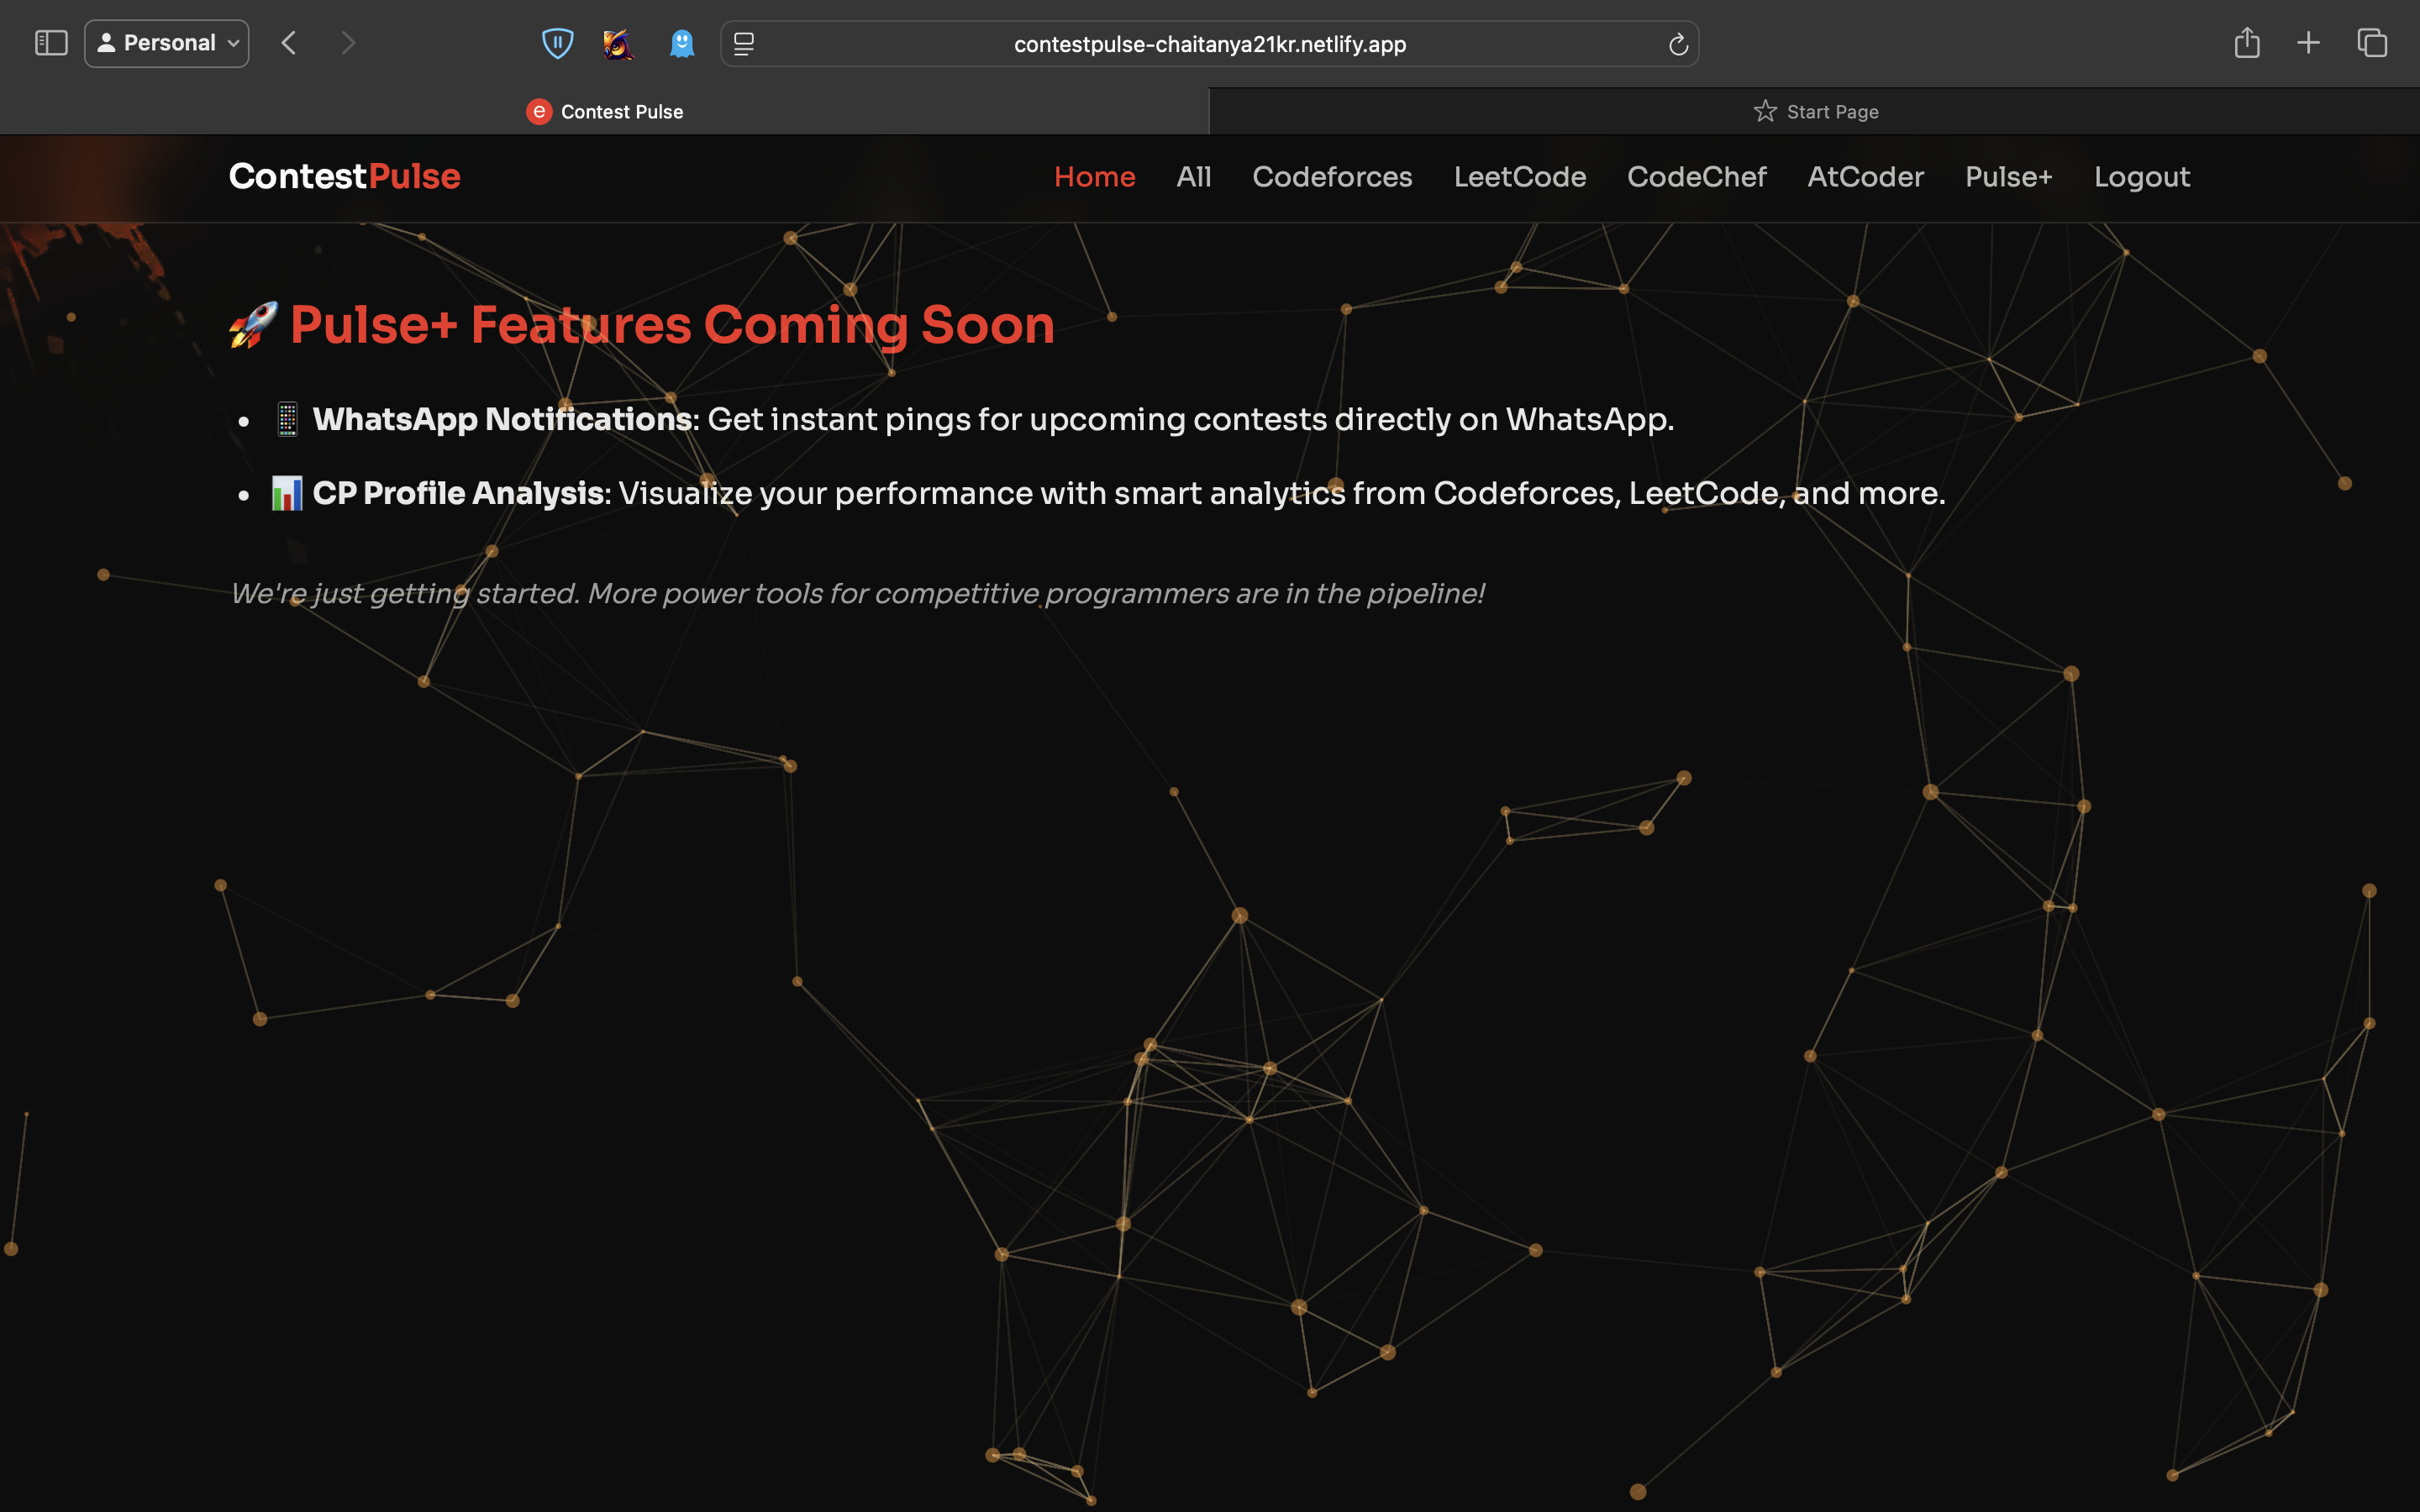 Personal
contestpulse-chaitanya21kr.netlify.app
e Contest Pulse
Start Page
ContestPulse
Home All Codeforces LeetCode CodeChef AtCoder Pulse+ Logout
🚀 Pulse+ Features Coming Soon
• 📱 WhatsApp Notifications: Get instant pings for upcoming contests directly on WhatsApp.
• 📊 CP Profile Analysis: Visualize your performance with smart analytics from Codeforces, LeetCode, and more.
We're just getting started. More power tools for competitive programmers are in the pipeline!